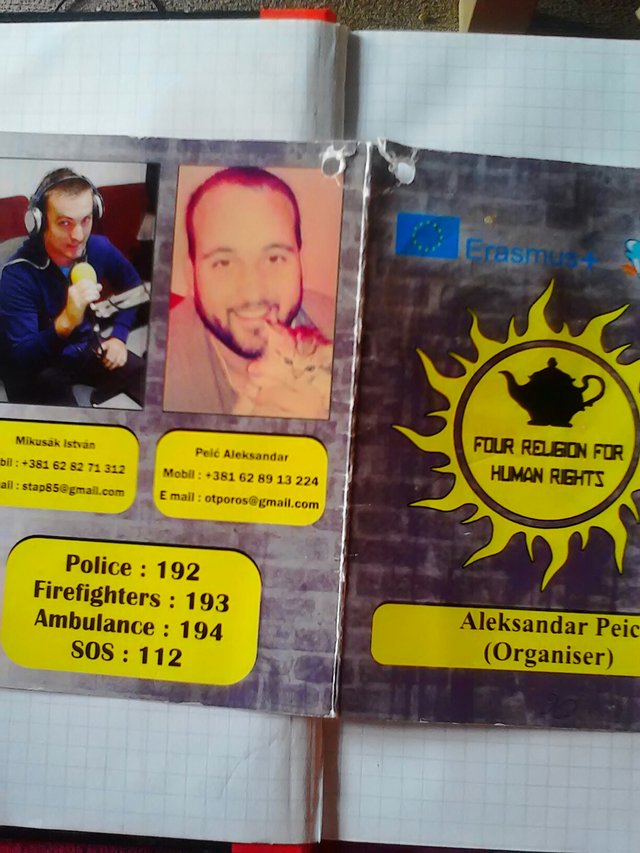 Mikusák István
bil : +381 62 82 71 312
ail : stap85@gmail.com
Peić Aleksandar
Mobil : +381 62 89 13 224
E mail : otporos@gmail.com
Police : 192
Firefighters : 193
Ambulance : 194
SOS : 112
Erasmus+
FOUR RELIGION FOR
HUMAN RIGHTS
Aleksandar Peic
(Organiser)